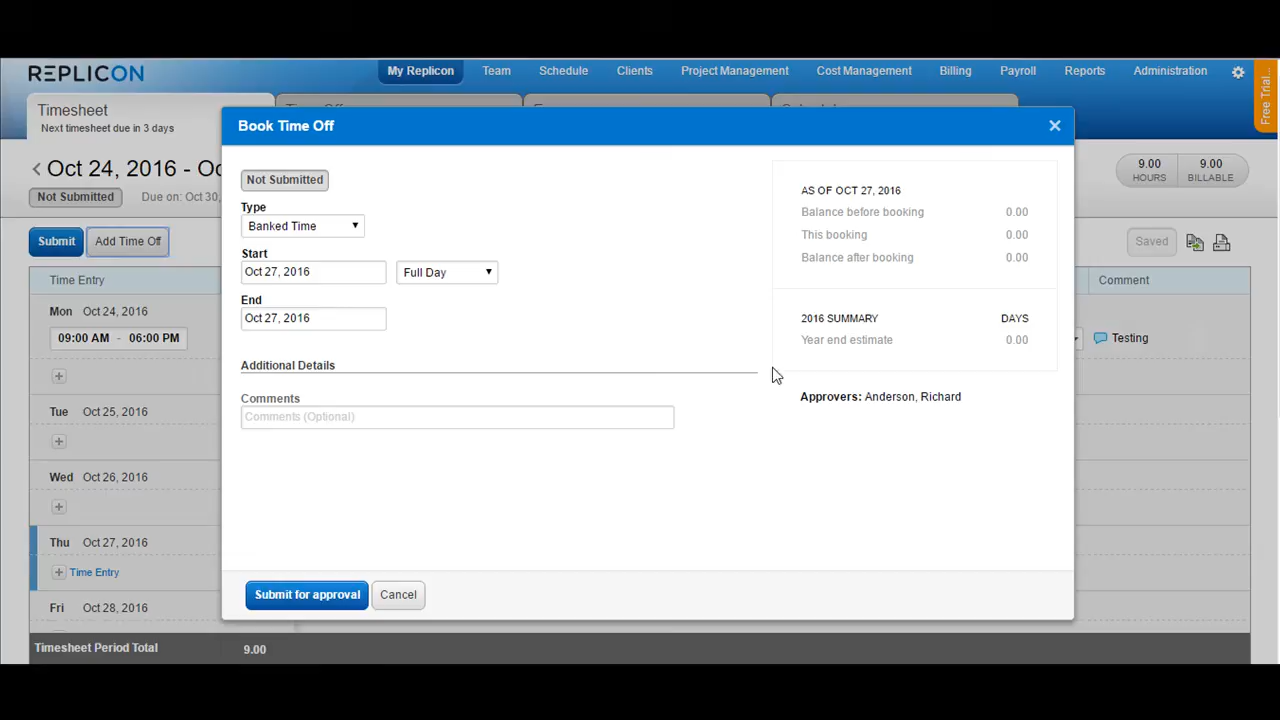 REPLICON
My Replicon
Team
Schedule
Clients
Project Management
Cost Management
Billing
Payroll
Reports
Administration
Free Trial...
Timesheet
Next timesheet due in 3 days
Book Time Off
Oct 24, 2016 - Oc
9.00
HOURS
9.00
BILLABLE
Not Submitted
Due on: Oct 30,
Submit
Add Time Off
Saved
Time Entry
Comment
Mon Oct 24, 2016
09:00 AM - 06:00 PM
Testing
Tue Oct 25, 2016
Wed Oct 26, 2016
Thu Oct 27, 2016
Time Entry
Fri Oct 28, 2016
Timesheet Period Total 9.00
Not Submitted
Type
Banked Time
Start
Oct 27, 2016 Full Day
End
Oct 27, 2016
Additional Details
Comments
Comments (Optional)
AS OF OCT 27, 2016
Balance before booking 0.00
This booking 0.00
Balance after booking 0.00
2016 SUMMARY DAYS
Year end estimate 0.00
Approvers: Anderson, Richard
Submit for approval
Cancel